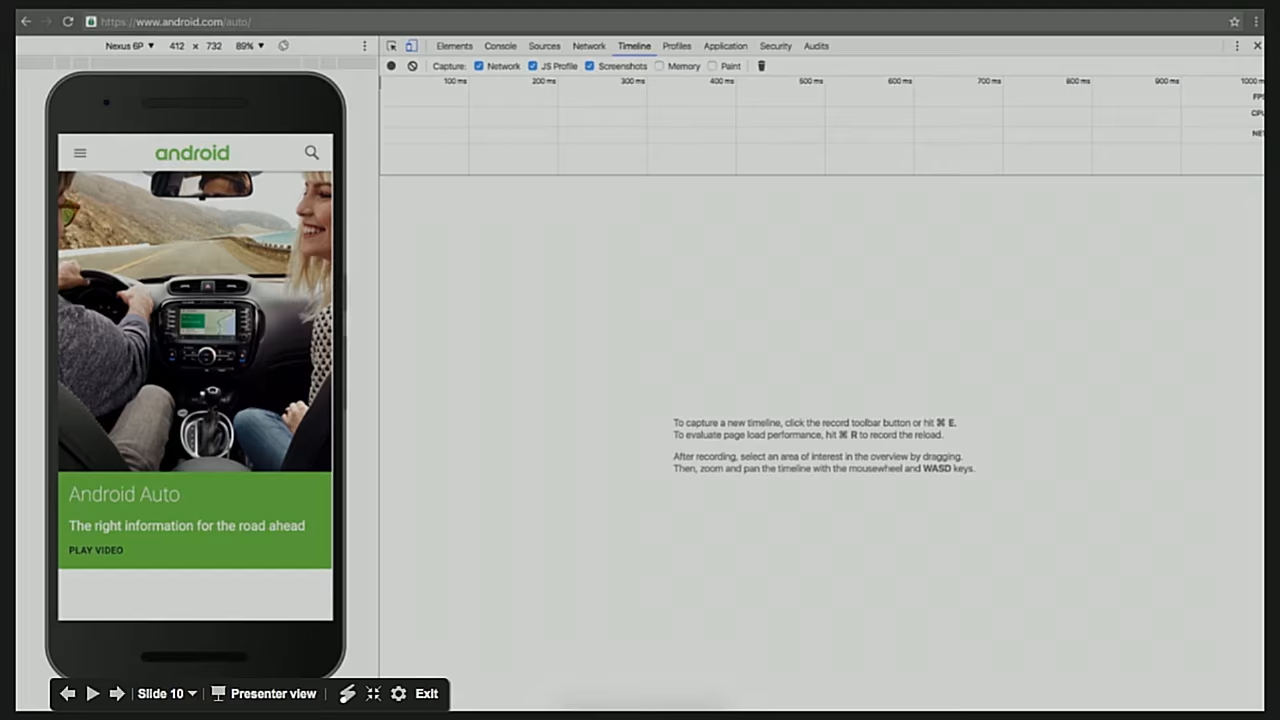 https://www.android.com/auto/
Nexus 6P ▼ 412 × 732 89% ▼
Elements Console Sources Network Timeline Profiles Application Security Audits
Capture: Network JS Profile Screenshots Memory Paint
100 ms 200 ms 300 ms 400 ms 500 ms 600 ms 700 ms 800 ms 900 ms 1000 m
FPS
CPU
NET
android
To capture a new timeline, click the record toolbar button or hit ⌘ E.
To evaluate page load performance, hit ⌘ R to record the reload.
After recording, select an area of interest in the overview by dragging.
Then, zoom and pan the timeline with the mousewheel and WASD keys.
Android Auto
The right information for the road ahead
PLAY VIDEO
Slide 10 Presenter view Exit